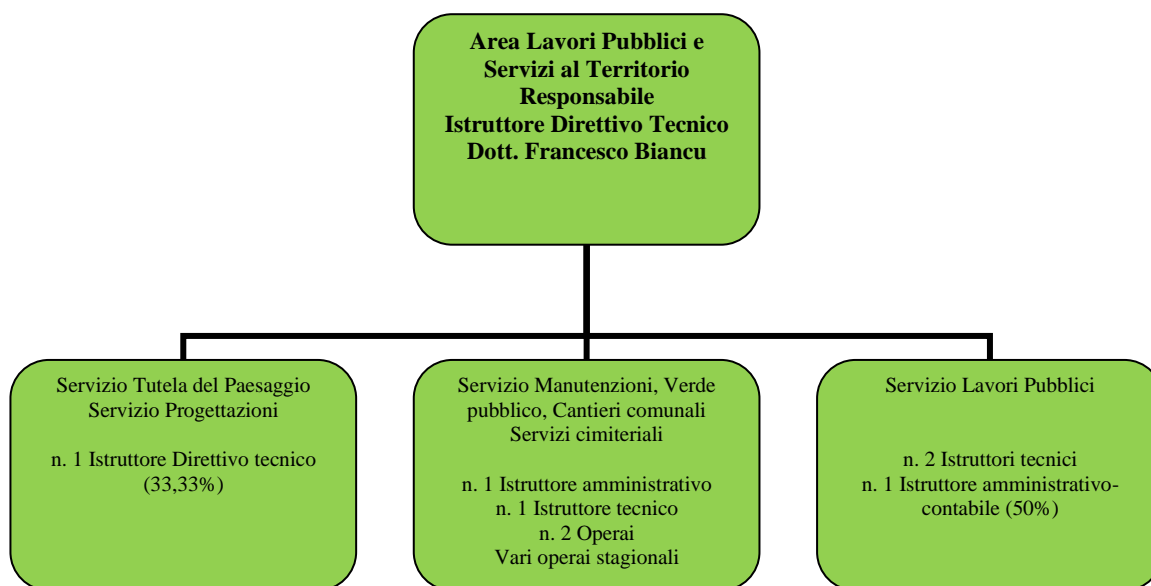 Area Lavori Pubblici e
Servizi al Territorio
Responsabile
Istruttore Direttivo Tecnico
Dott. Francesco Biancu
Servizio Tutela del Paesaggio
Servizio Progettazioni
n. 1 Istruttore Direttivo tecnico
(33,33%)
Servizio Manutenzioni, Verde
pubblico, Cantieri comunali
Servizi cimiteriali
n. 1 Istruttore amministrativo
n. 1 Istruttore tecnico
n. 2 Operai
Vari operai stagionali
Servizio Lavori Pubblici
n. 2 Istruttori tecnici
n. 1 Istruttore amministrativo-
contabile (50%)